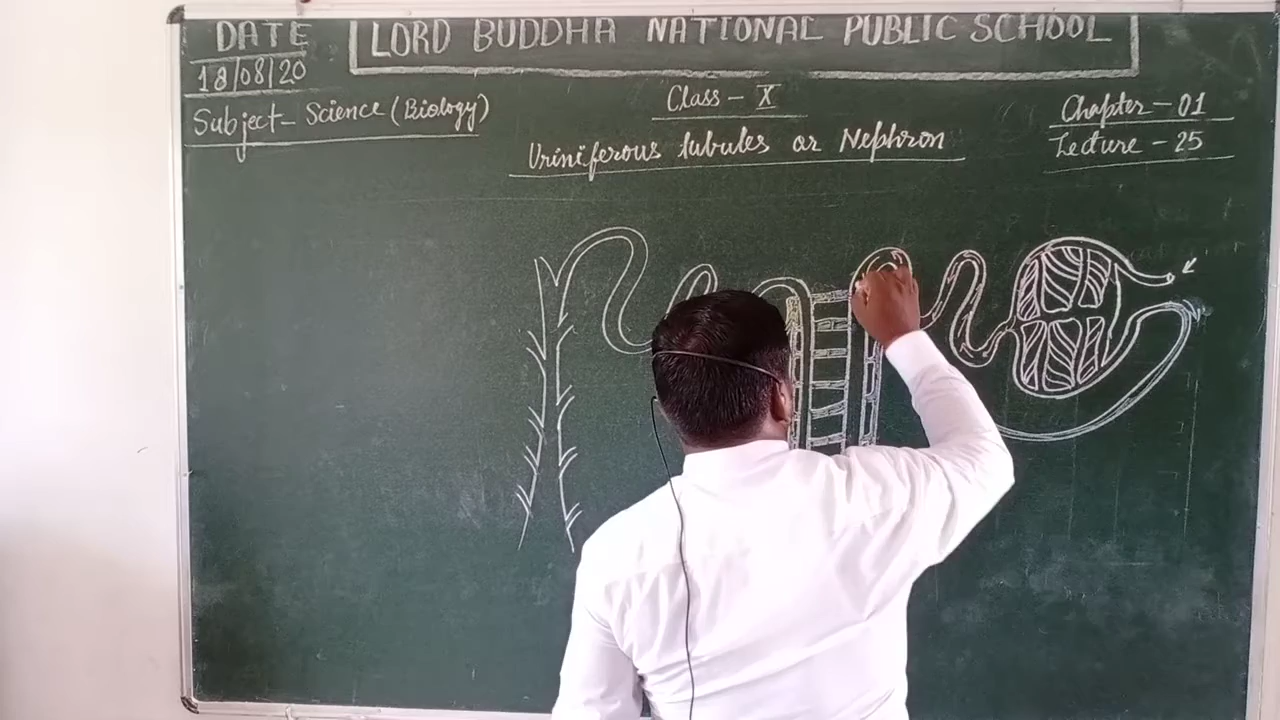 DATE
18/08/20
LORD BUDDHA NATIONAL PUBLIC SCHOOL
Subject - Science (Biology)
Class - X
Chapter - 01
Lecture - 25
Uriniferous tubules or Nephron